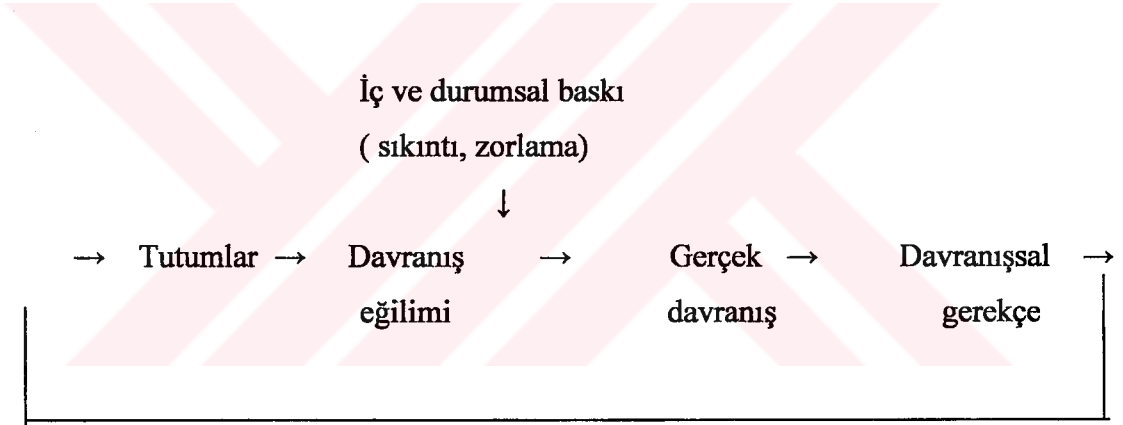 İç ve durumsal baskı
( sıkıntı, zorlama)
↓
→ Tutumlar → Davranış → Gerçek → Davranışsal →
eğilimi davranış gerekçe